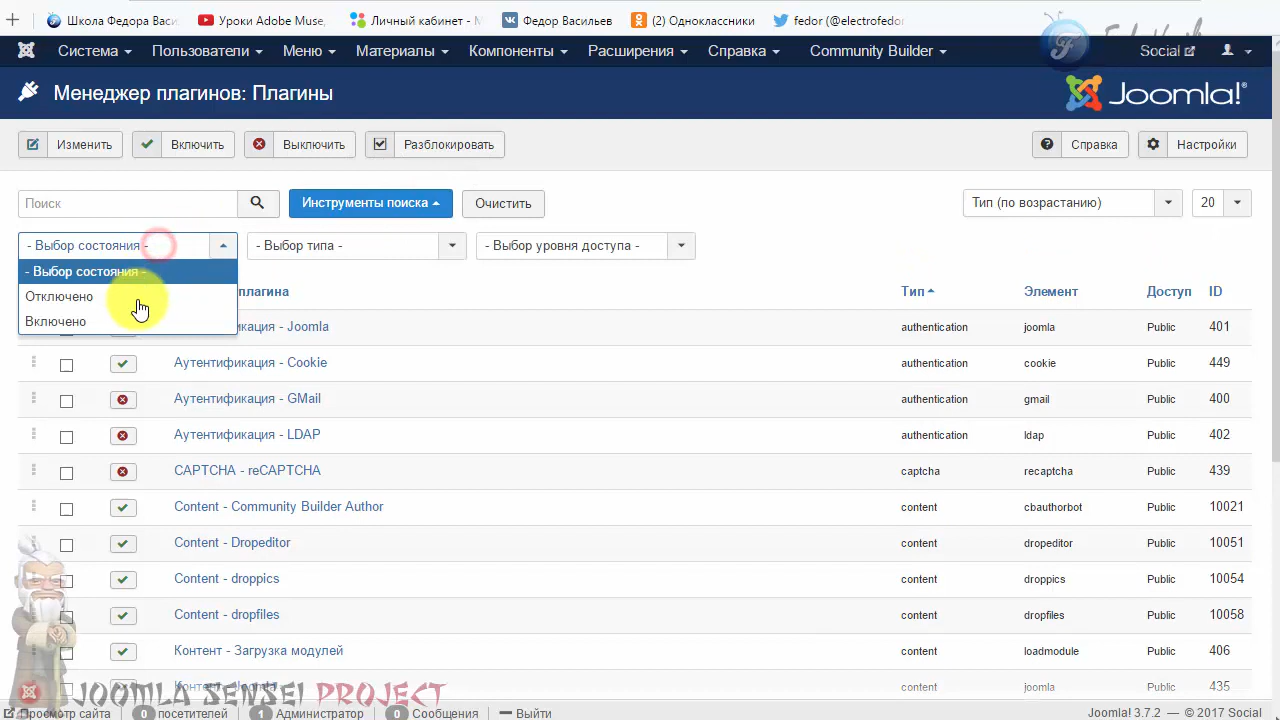 Школа Федора Васи
Уроки Adobe Muse,
Личный кабинет -
Федор Васильев
(2) Одноклассники
fedor (@electrofedor
Система
Пользователи
Меню
Материалы
Компоненты
Расширения
Справка
Community Builder
Social
Менеджер плагинов: Плагины
Joomla!
Изменить
Включить
Выключить
Разблокировать
Справка
Настройки
Поиск
Инструменты поиска
Очистить
Тип (по возрастанию)
20
- Выбор состояния -
- Выбор типа -
- Выбор уровня доступа -
- Выбор состояния -
Отключено
Включено
плагина
Тип
Элемент
Доступ
ID
икация - Joomla authentication joomla Public 401
Аутентификация - Cookie authentication cookie Public 449
Аутентификация - GMail authentication gmail Public 400
Аутентификация - LDAP authentication ldap Public 402
CAPTCHA - reCAPTCHA captcha recaptcha Public 439
Content - Community Builder Author content cbauthorbot Public 10021
Content - Dropeditor content dropeditor Public 10051
Content - droppics content droppics Public 10054
Content - dropfiles content dropfiles Public 10058
Контент - Загрузка модулей content loadmodule Public 406
Контент - Joomla content joomla Public 435
JOOMLA SENSEI PROJECT
Просмотр сайта
0 посетителей
1 Администратор
0 Сообщения
Выйти
Joomla! 3.7.2 — © 2017 Social